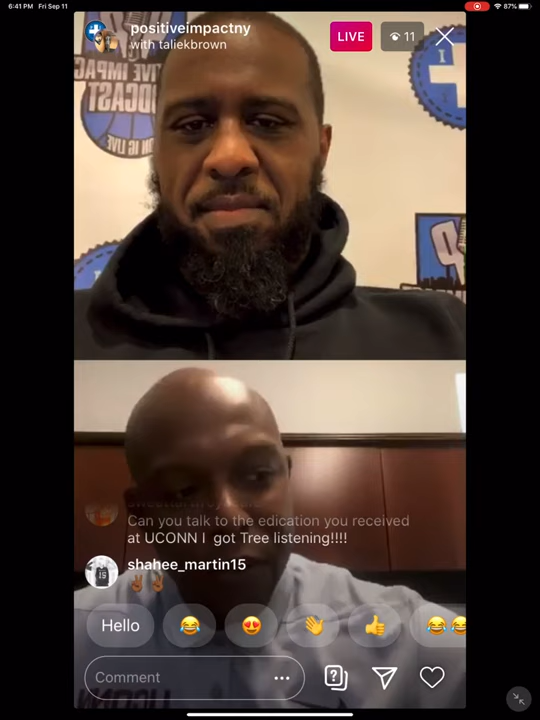 6:41 PM Fri Sep 11
87%
positiveimpactny
with taliekbrown
LIVE
11
Can you talk to the edication you received
at UCONN I got Tree listening!!!!
shahee_martin15
Hello
Comment